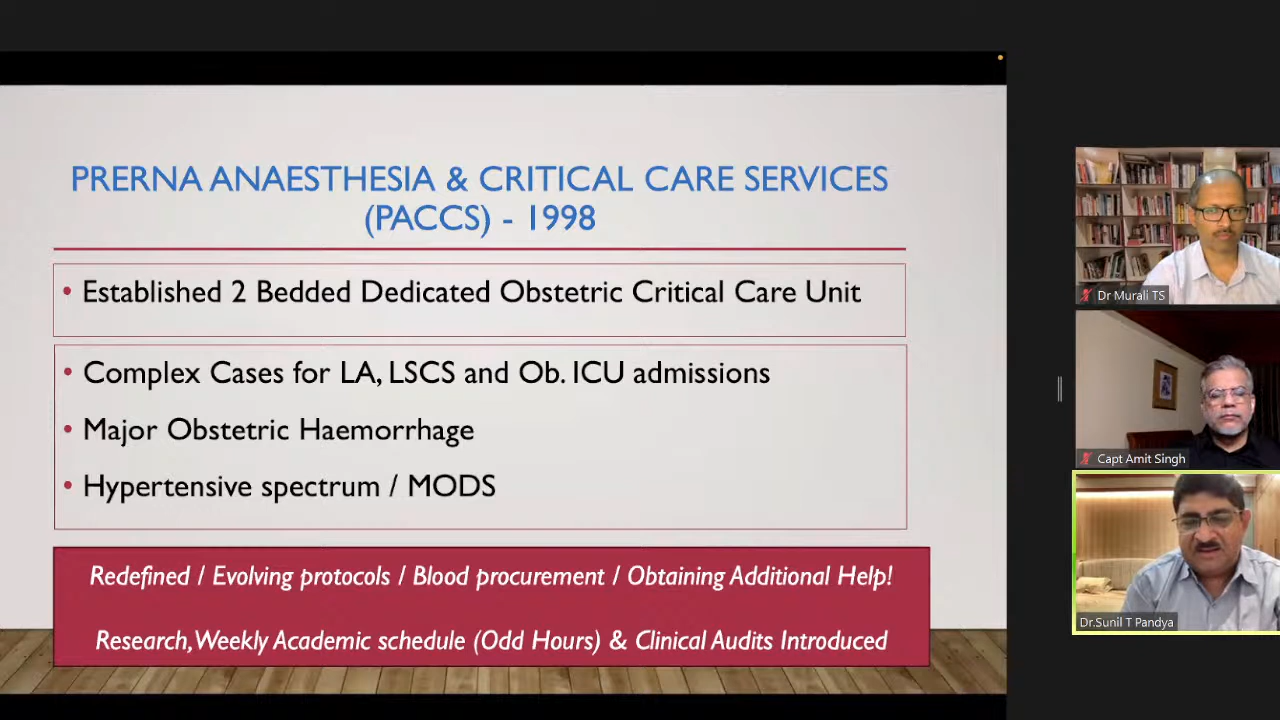 PRERNA ANAESTHESIA & CRITICAL CARE SERVICES
(PACCS) - 1998
• Established 2 Bedded Dedicated Obstetric Critical Care Unit
• Complex Cases for LA, LSCS and Ob. ICU admissions
• Major Obstetric Haemorrhage
• Hypertensive spectrum / MODS
Redefined / Evolving protocols / Blood procurement / Obtaining Additional Help!
Research, Weekly Academic schedule (Odd Hours) & Clinical Audits Introduced
Dr Murali TS
Capt Amit Singh
Dr.Sunil T Pandya